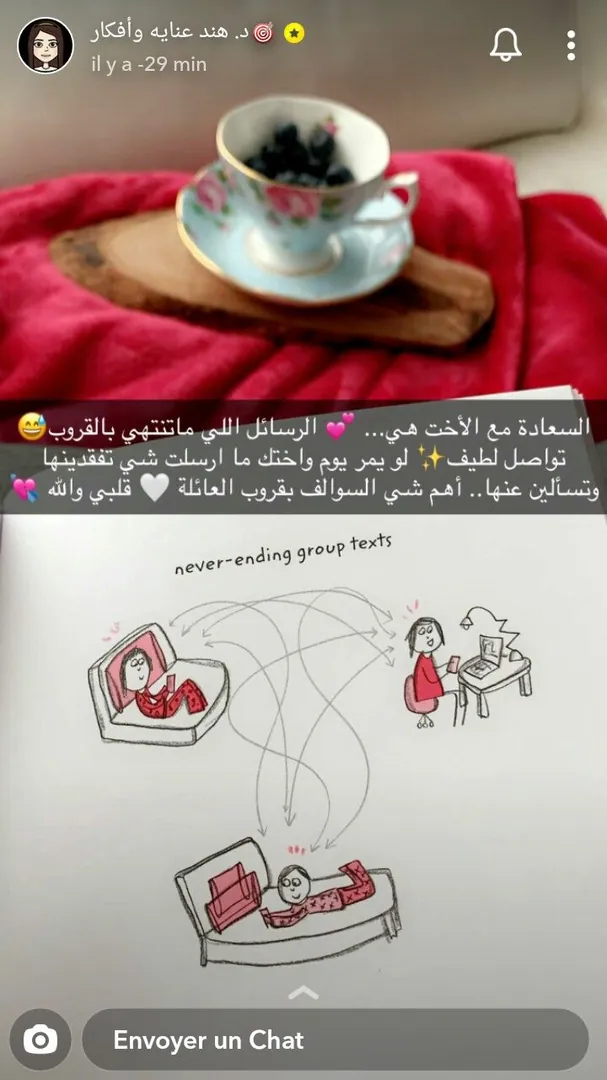 د. هند عنايه وأفكار🎯
il y a -29 min
السعادة مع الأخت هي... 💕 الرسائل اللي ماتنتهي بالقروب😅
تواصل لطيف✨ لو يمر يوم واختك ما ارسلت شي تفقدينها
وتسألين عنها.. أهم شي السوالف بقروب العائلة 🤍 قلبي والله 💘
never-ending group texts
Envoyer un Chat